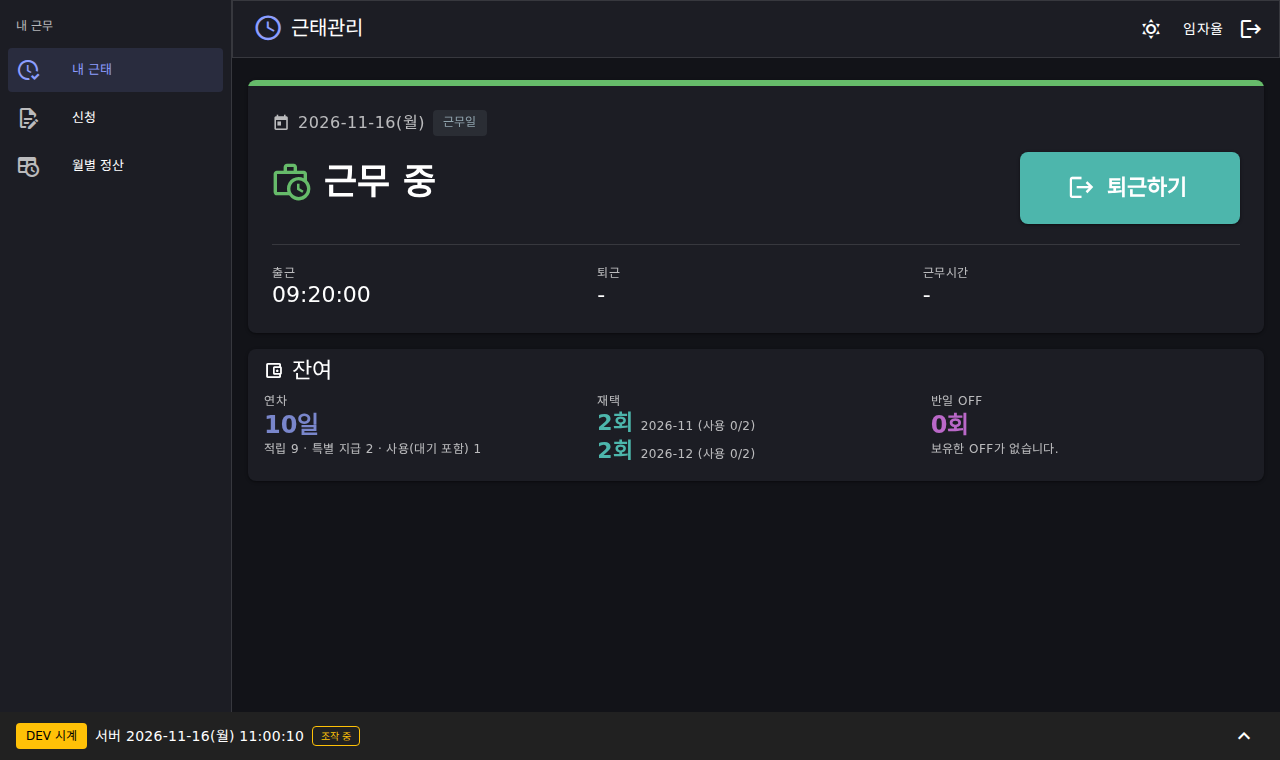 내 근무
내 근태
신청
월별 정산
근태관리
임자율
2026-11-16(월) 근무일
근무 중
퇴근하기
출근
09:20:00
퇴근
-
근무시간
-
잔여
연차
10일
적립 9 · 특별 지급 2 · 사용(대기 포함) 1
재택
2회 2026-11 (사용 0/2)
2회 2026-12 (사용 0/2)
반일 OFF
0회
보유한 OFF가 없습니다.
DEV 시계 서버 2026-11-16(월) 11:00:10 조작 중